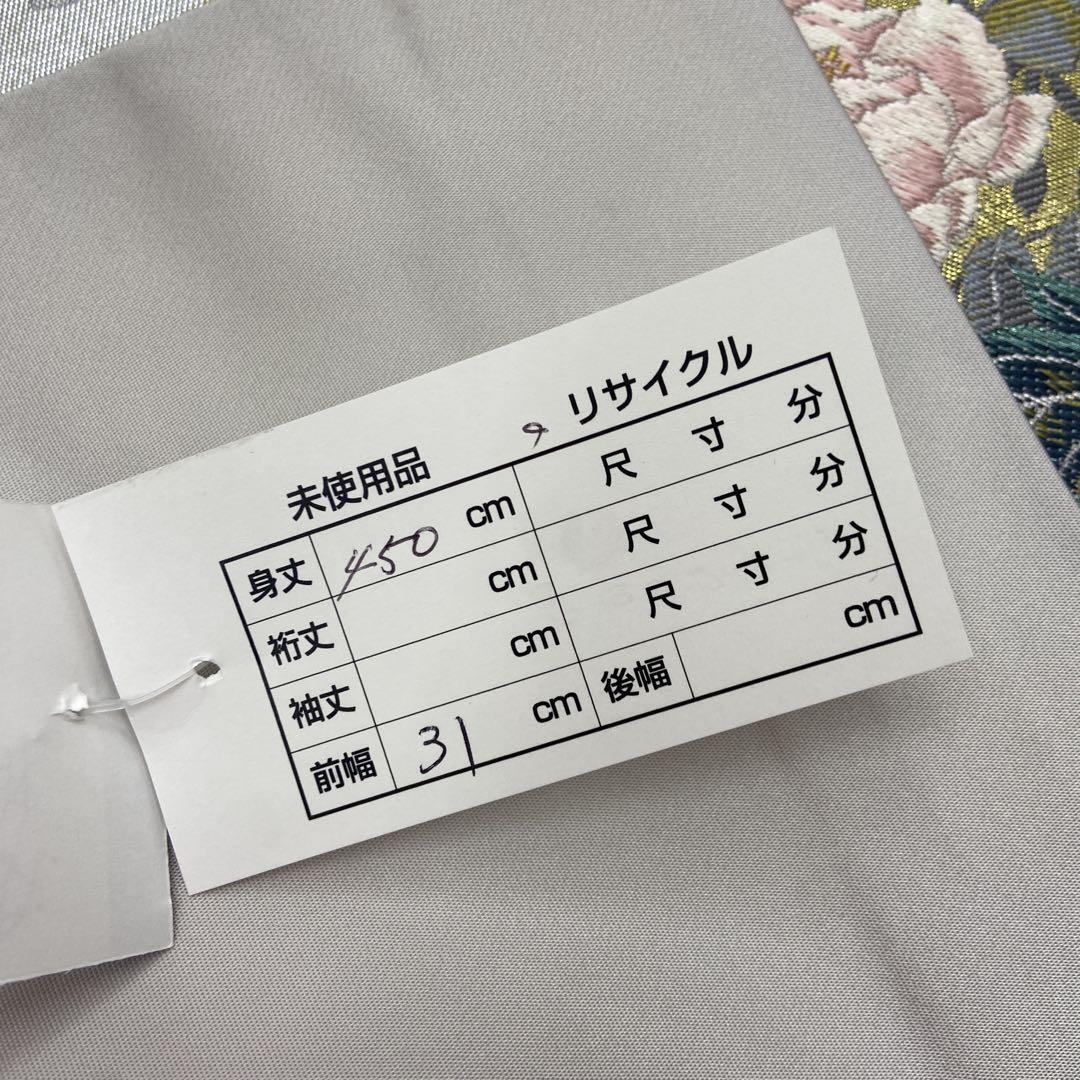 未使用品 リサイクル
身丈 450 cm 尺 寸 分
裄丈 cm 尺 寸 分
袖丈 cm 尺 寸 分
前幅 31 cm 後幅 cm